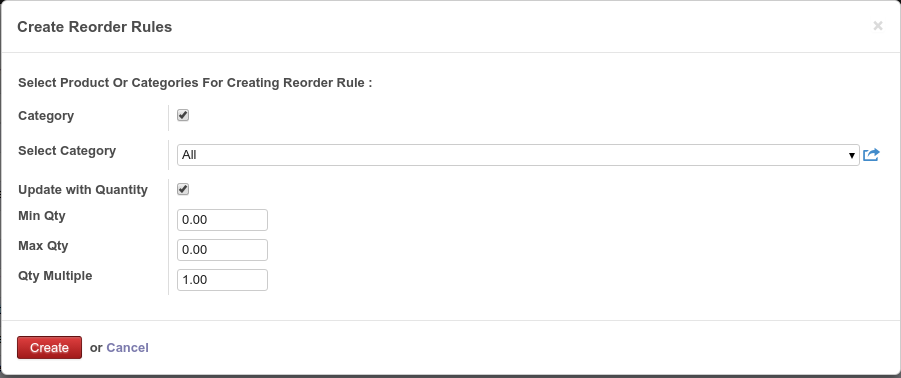 Create Reorder Rules ×
Select Product Or Categories For Creating Reorder Rule :
Category
Select Category All
Update with Quantity
Min Qty 0.00
Max Qty 0.00
Qty Multiple 1.00
Create or Cancel